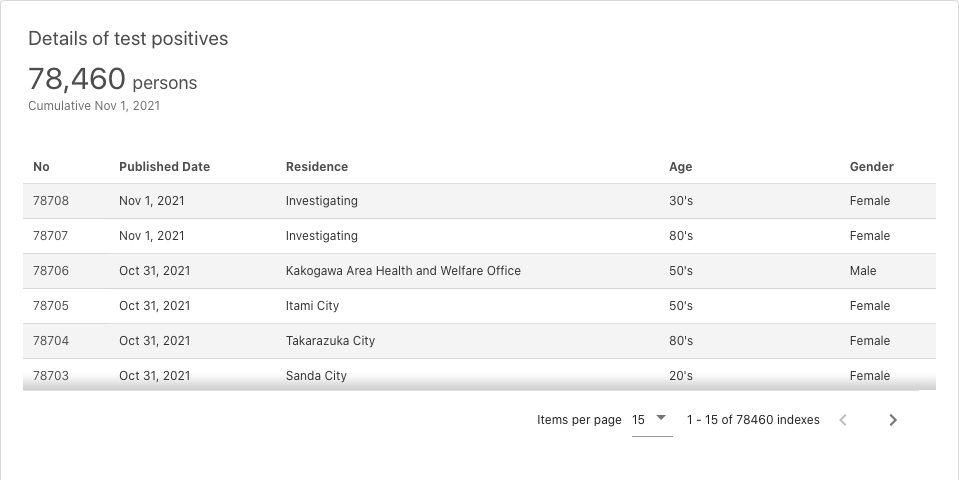 Details of test positives
78,460 persons
Cumulative Nov 1, 2021
No Published Date Residence Age Gender
78708 Nov 1, 2021 Investigating 30's Female
78707 Nov 1, 2021 Investigating 80's Female
78706 Oct 31, 2021 Kakogawa Area Health and Welfare Office 50's Male
78705 Oct 31, 2021 Itami City 50's Female
78704 Oct 31, 2021 Takarazuka City 80's Female
78703 Oct 31, 2021 Sanda City 20's Female
Items per page 15 1 - 15 of 78460 indexes